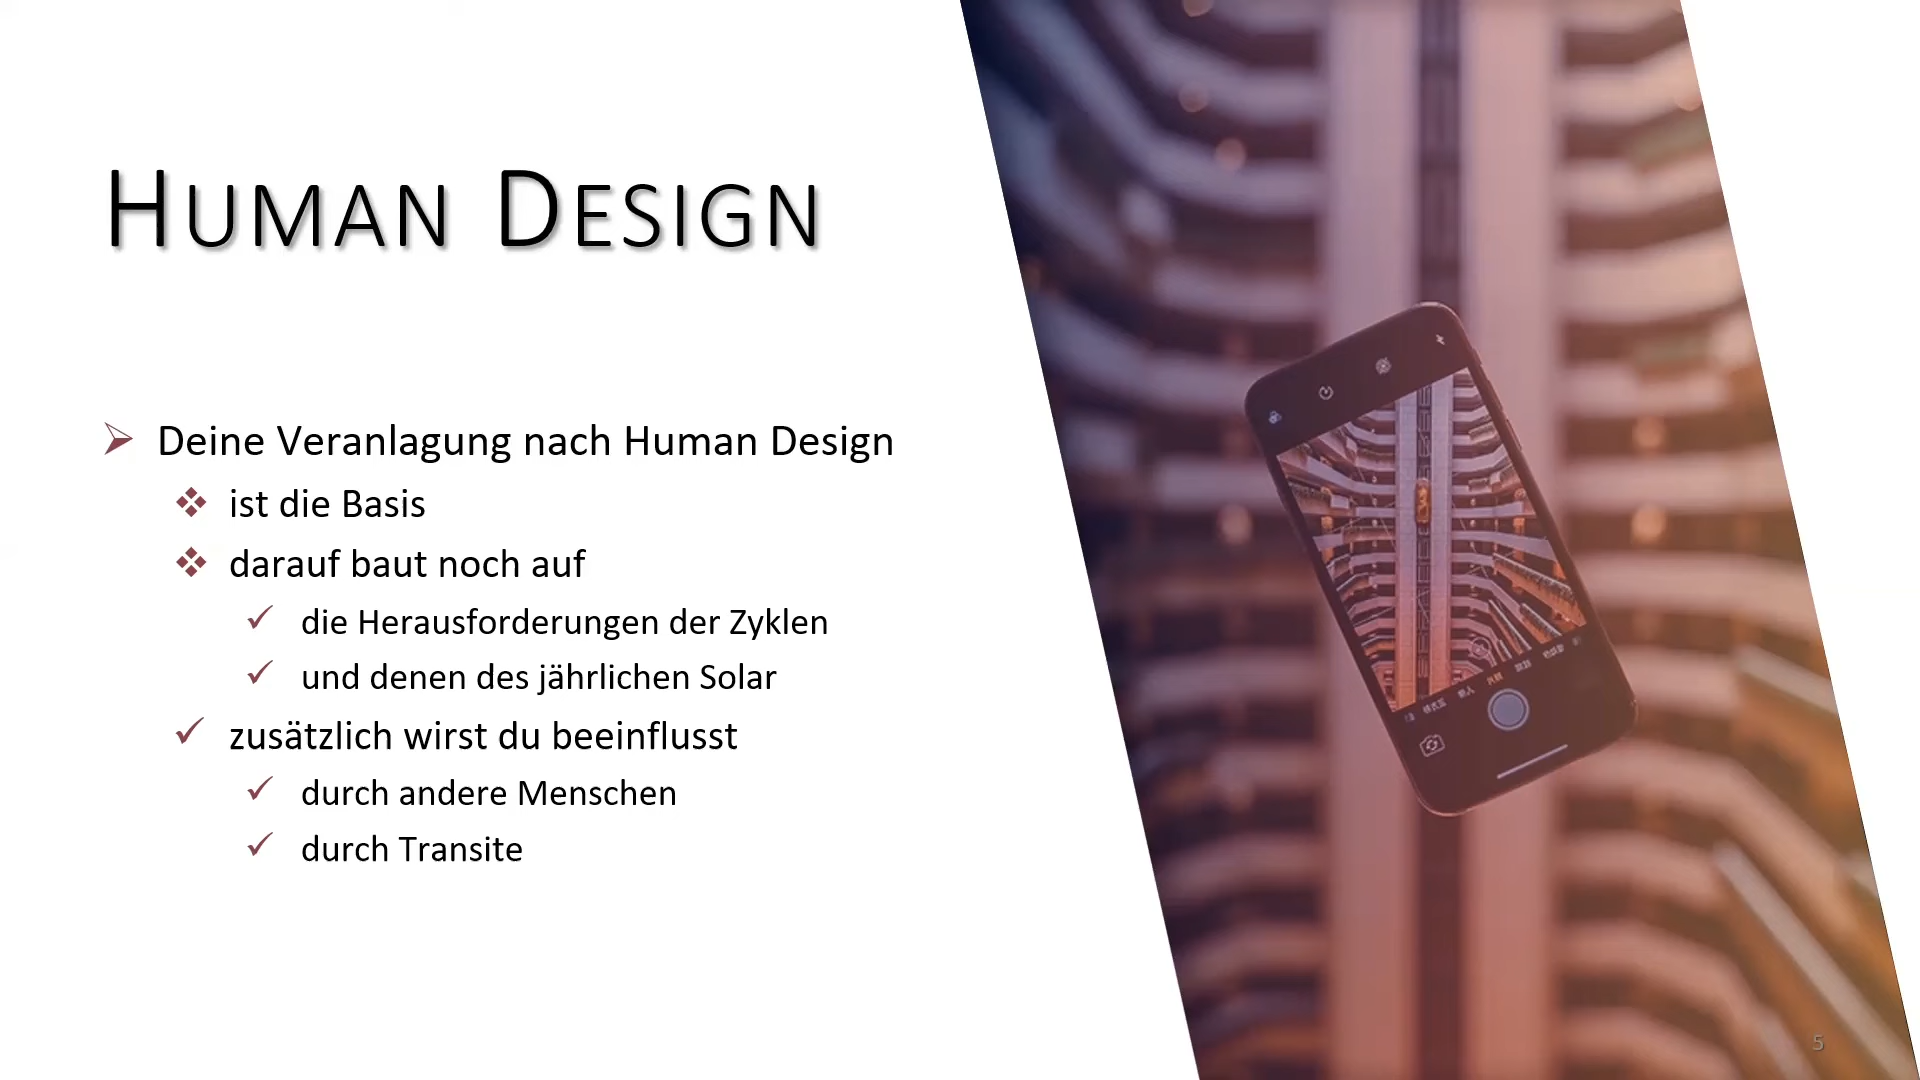 Human Design
Deine Veranlagung nach Human Design
ist die Basis
darauf baut noch auf
die Herausforderungen der Zyklen
und denen des jährlichen Solar
zusätzlich wirst du beeinflusst
durch andere Menschen
durch Transite
5